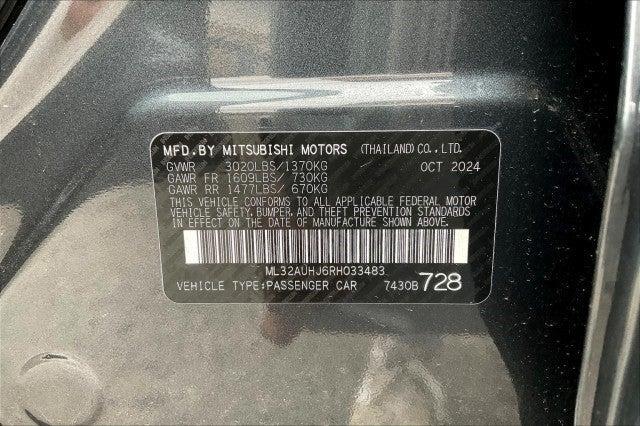 MFD.BY MITSUBISHI MOTORS (THAILAND)CO.,LTD.
GVWR 3020LBS/1370KG OCT 2024
GAWR FR 1609LBS/ 730KG
GAWR RR 1477LBS/ 670KG
THIS VEHICLE CONFORMS TO ALL APPLICABLE FEDERAL MOTOR
VEHICLE SAFETY, BUMPER, AND THEFT PREVENTION STANDARDS
IN EFFECT ON THE DATE OF MANUFACTURE SHOWN ABOVE.
ML32AUHJ6RH033483
VEHICLE TYPE:PASSENGER CAR 7430B 728